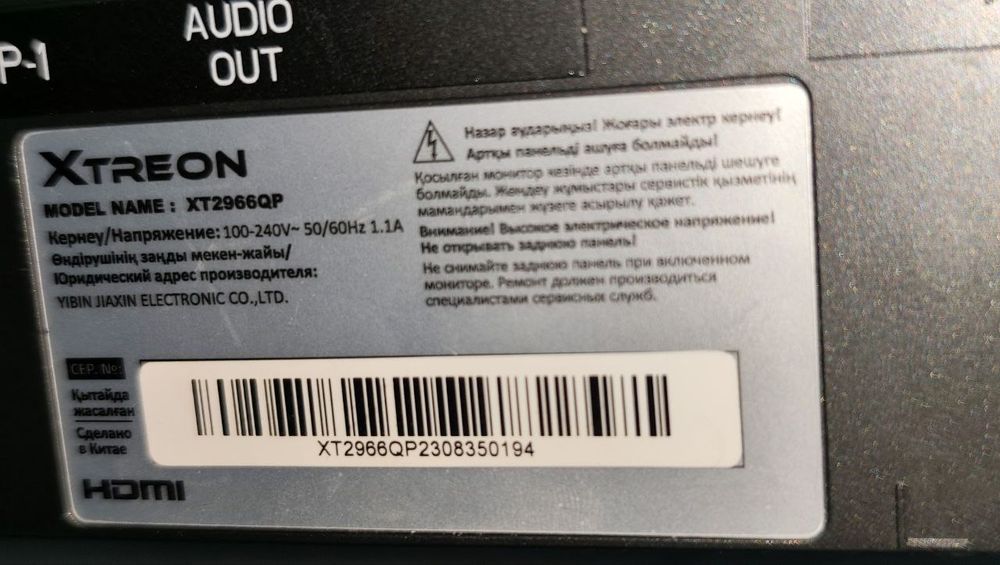 P-1
AUDIO
OUT
XTREON
MODEL NAME : XT2966QP
Кернеу/Напряжение: 100-240V~ 50/60Hz 1.1A
Өндірушінің заңды мекен-жайы/
Юридический адрес производителя:
YIBIN JIAXIN ELECTRONIC CO.,LTD.
Назар аударыңыз! Жоғары электр кернеу!
Артқы панельді ашуға болмайды!
Қосылған монитор кезінде артқы панельді шешуге
болмайды. Жөндеу жұмыстары сервистік қызметінің
мамандарымен жүзеге асырылу қажет.
Внимание! Высокое электрическое напряжение!
Не открывать заднюю панель!
Не снимайте заднюю панель при включенном
мониторе. Ремонт должен производиться
специалистами сервисных служб.
СЕР. №:
Қытайда
жасалған
Сделано
в Китае
XT2966QP2308350194
HDMI